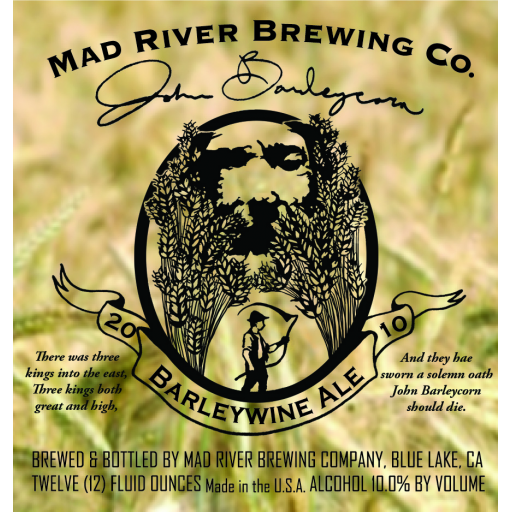 MAD RIVER BREWING CO.
John Barleycorn
20 10
BARLEYWINE ALE
There was three
kings into the east,
Three kings both
great and high,
And they hae
sworn a solemn oath
John Barleycorn
should die.
BREWED & BOTTLED BY MAD RIVER BREWING COMPANY, BLUE LAKE, CA
TWELVE (12) FLUID OUNCES Made in the U.S.A. ALCOHOL 10.0% BY VOLUME